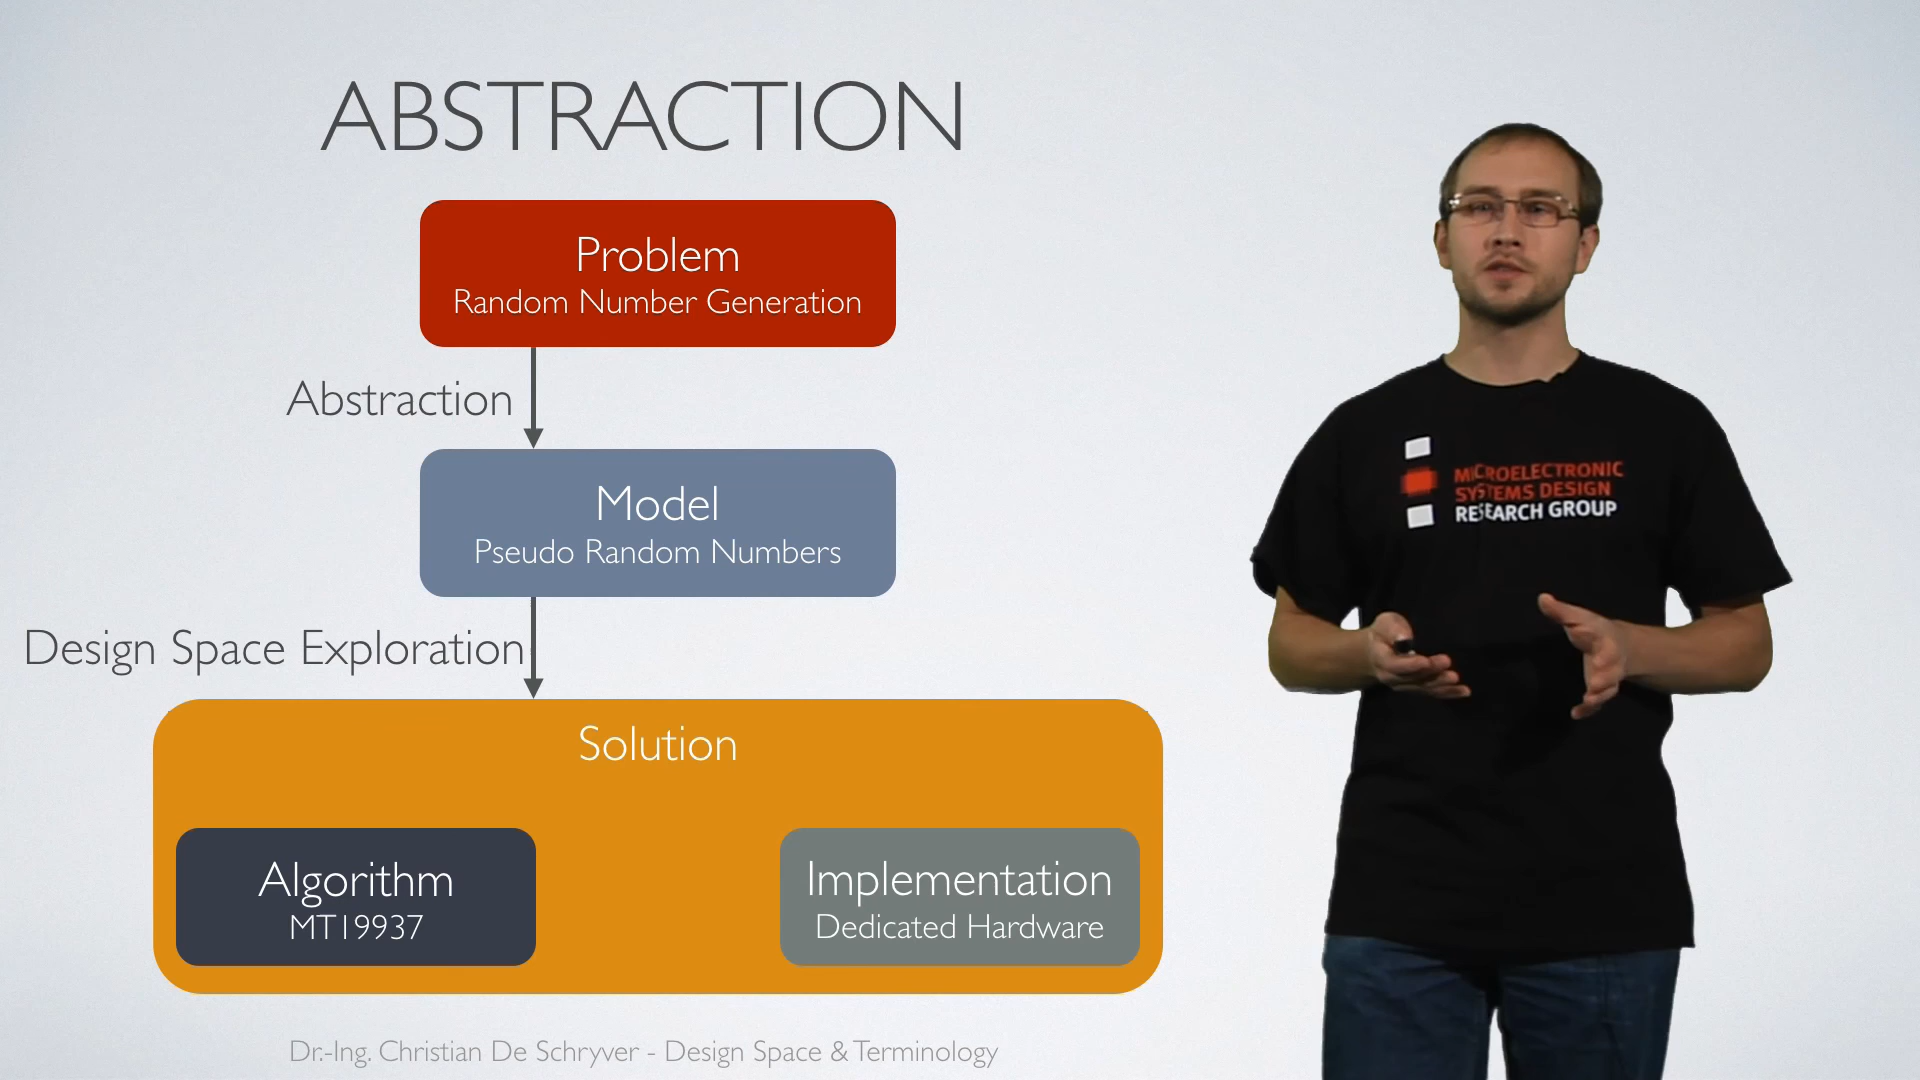 ABSTRACTION
Problem
Random Number Generation
Abstraction
Model
Pseudo Random Numbers
Design Space Exploration
Solution
Algorithm
MT19937
Implementation
Dedicated Hardware
MICROELECTRONIC
SYSTEMS DESIGN
RESEARCH GROUP
Dr.-Ing. Christian De Schryver - Design Space & Terminology